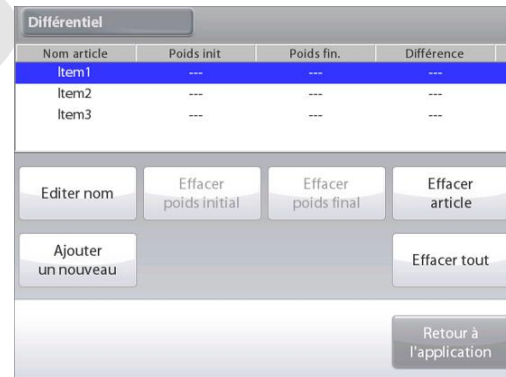 Différentiel
Nom article Poids init Poids fin. Différence
Item1 --- --- ---
Item2 --- --- ---
Item3 --- --- ---
Editer nom
Effacer
poids initial
Effacer
poids final
Effacer
article
Ajouter
un nouveau
Effacer tout
Retour à
l'application